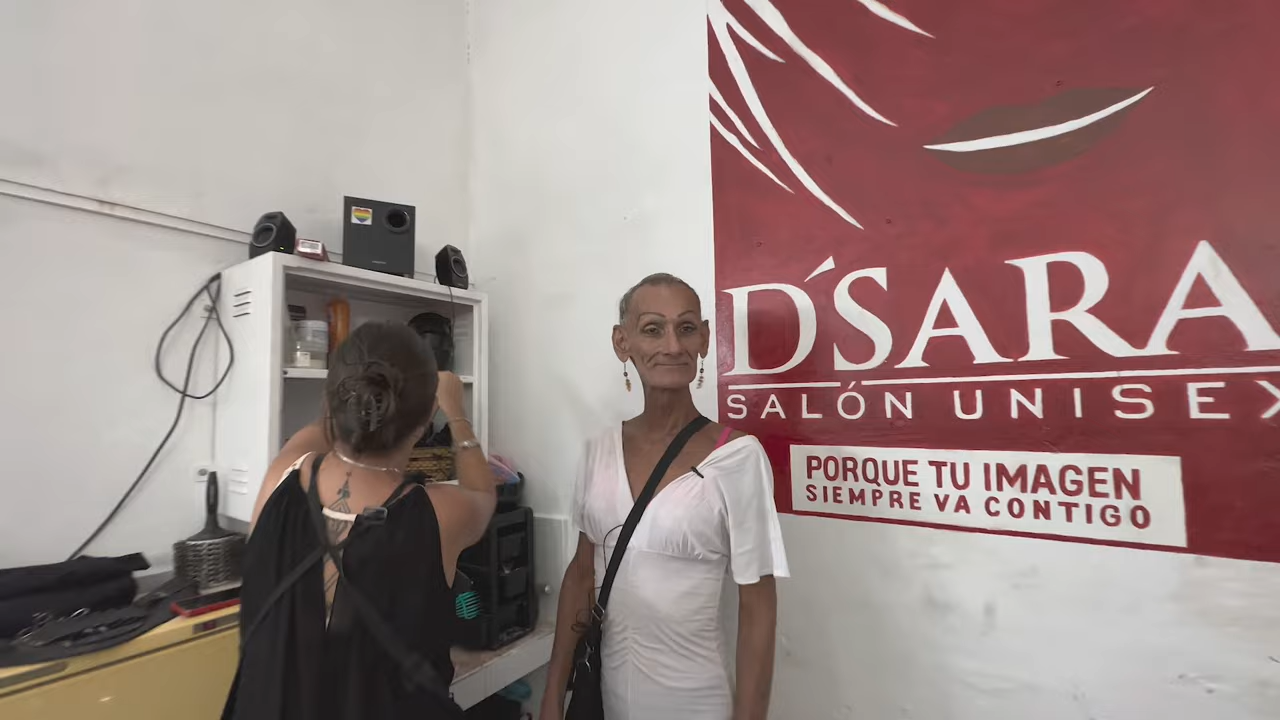 D'SARA
SALÓN UNISEX
PORQUE TU IMAGEN
SIEMPRE VA CONTIGO